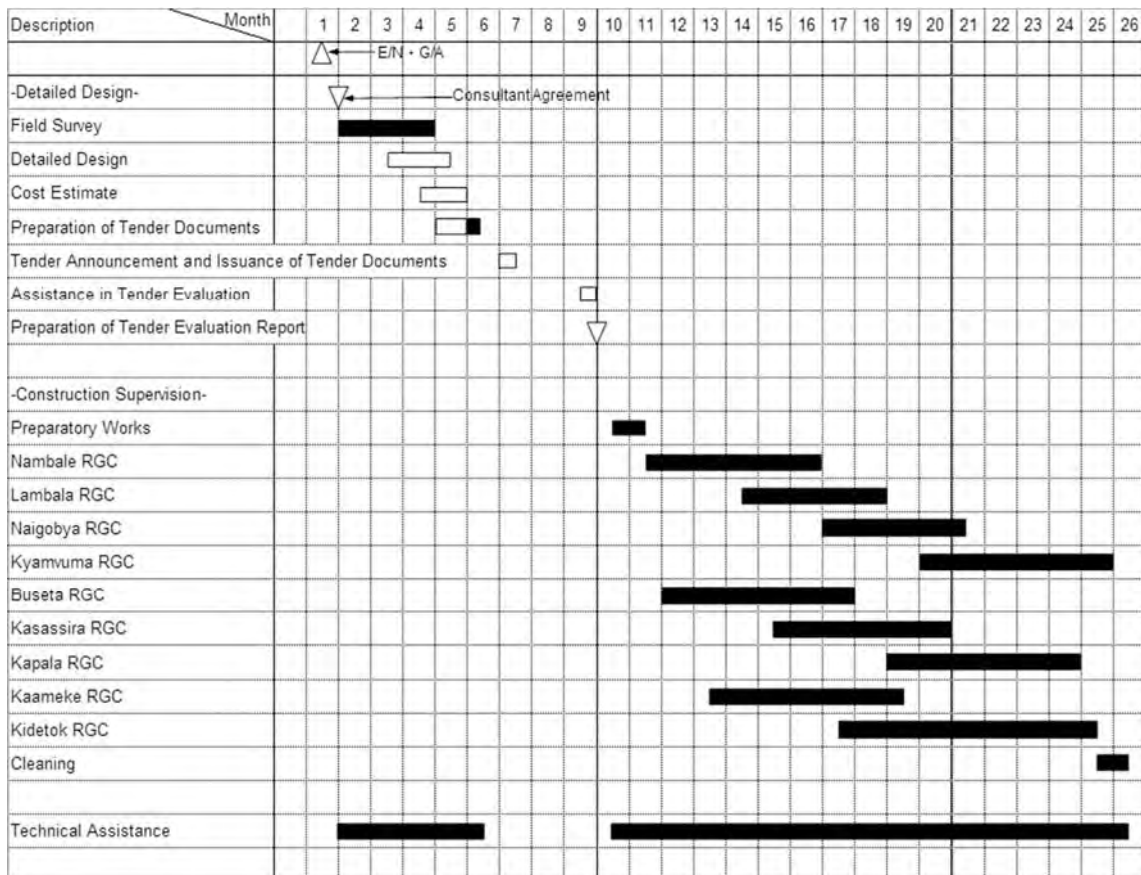 Month
Description 1 2 3 4 5 6 7 8 9 10 11 12 13 14 15 16 17 18 19 20 21 22 23 24 25 26
E/N・G/A
-Detailed Design-
Consultant Agreement
Field Survey
Detailed Design
Cost Estimate
Preparation of Tender Documents
Tender Announcement and Issuance of Tender Documents
Assistance in Tender Evaluation
Preparation of Tender Evaluation Report
-Construction Supervision-
Preparatory Works
Nambale RGC
Lambala RGC
Naigobya RGC
Kyamvuma RGC
Buseta RGC
Kasassira RGC
Kapala RGC
Kaameke RGC
Kidetok RGC
Cleaning
Technical Assistance